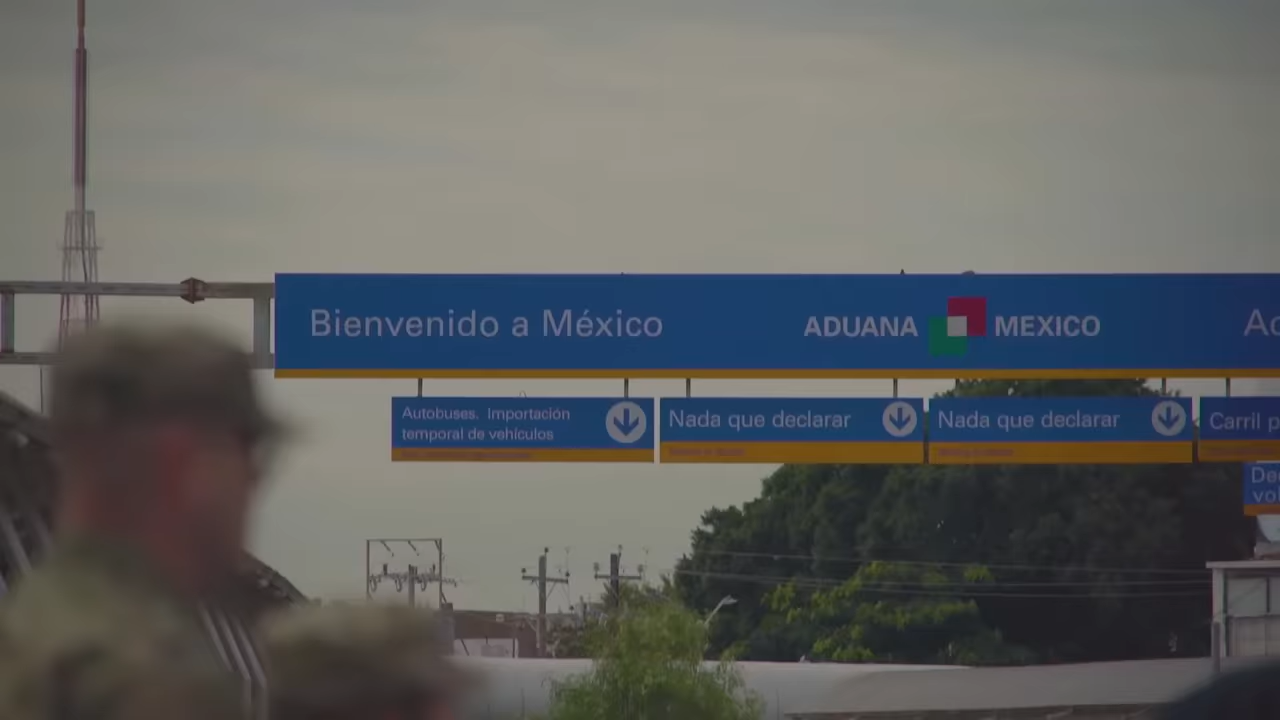 Bienvenido a México
ADUANA MEXICO
Autobuses. Importación
temporal de vehículos
Nada que declarar
Nada que declarar
Carril